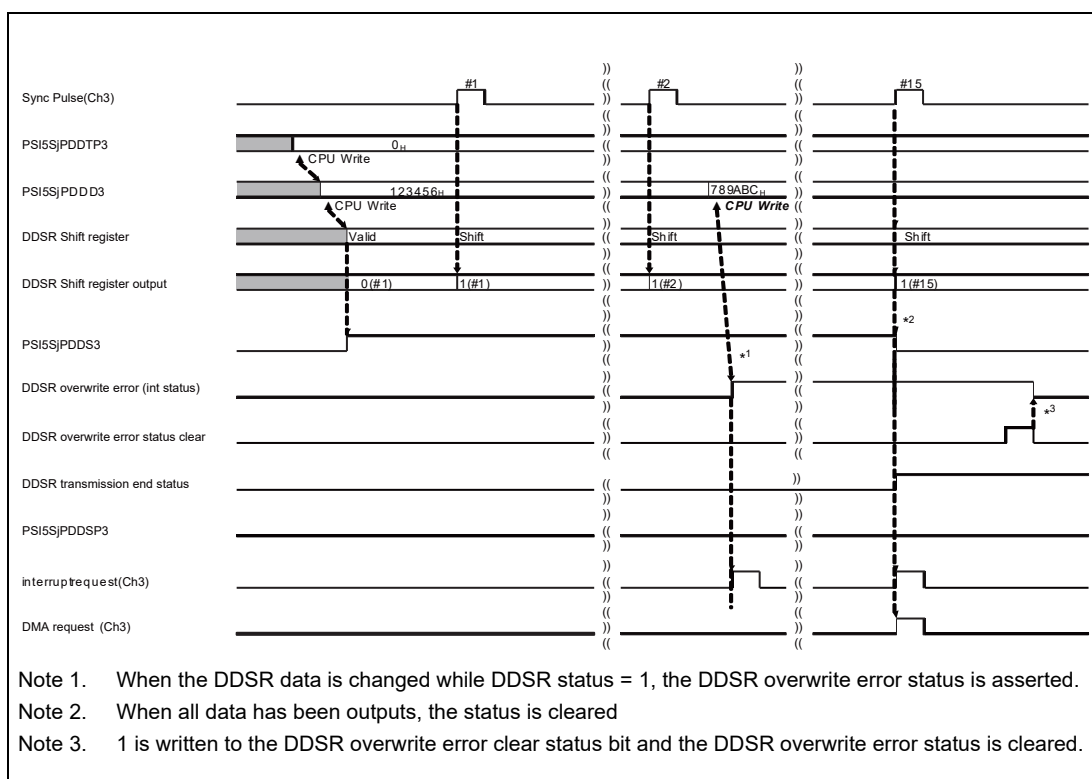 #1
#2
#15
Sync Pulse(Ch3)
PSI5SjPDDTP3
0H
CPU Write
PSI5SjPDDD3
123456H
789ABCH
CPU Write
CPU Write
DDSR Shift register
Valid
Shift
Shift
Shift
DDSR Shift register output
0(#1)
1(#1)
1(#2)
1(#15)
*2
PSI5SjPDDS3
*1
DDSR overwrite error (int status)
*3
DDSR overwrite error status clear
DDSR transmission end status
PSI5SjPDDSP3
interruptrequest(Ch3)
DMA request (Ch3)
Note 1. When the DDSR data is changed while DDSR status = 1, the DDSR overwrite error status is asserted.
Note 2. When all data has been outputs, the status is cleared
Note 3. 1 is written to the DDSR overwrite error clear status bit and the DDSR overwrite error status is cleared.